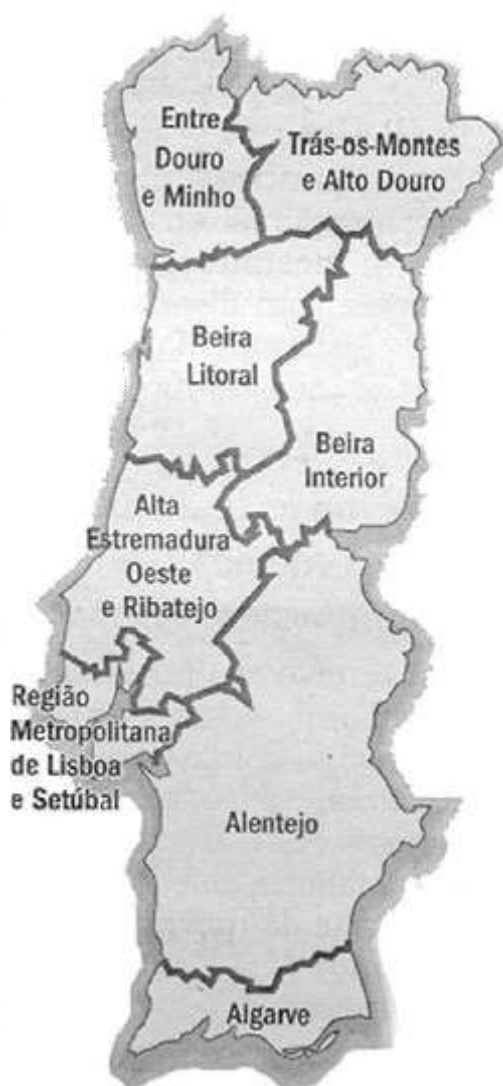 Entre
Douro
e Minho
Trás-os-Montes
e Alto Douro
Beira
Litoral
Beira
Interior
Alta
Estremadura
Oeste
e Ribatejo
Região
Metropolitana
de Lisboa
e Setúbal
Alentejo
Algarve